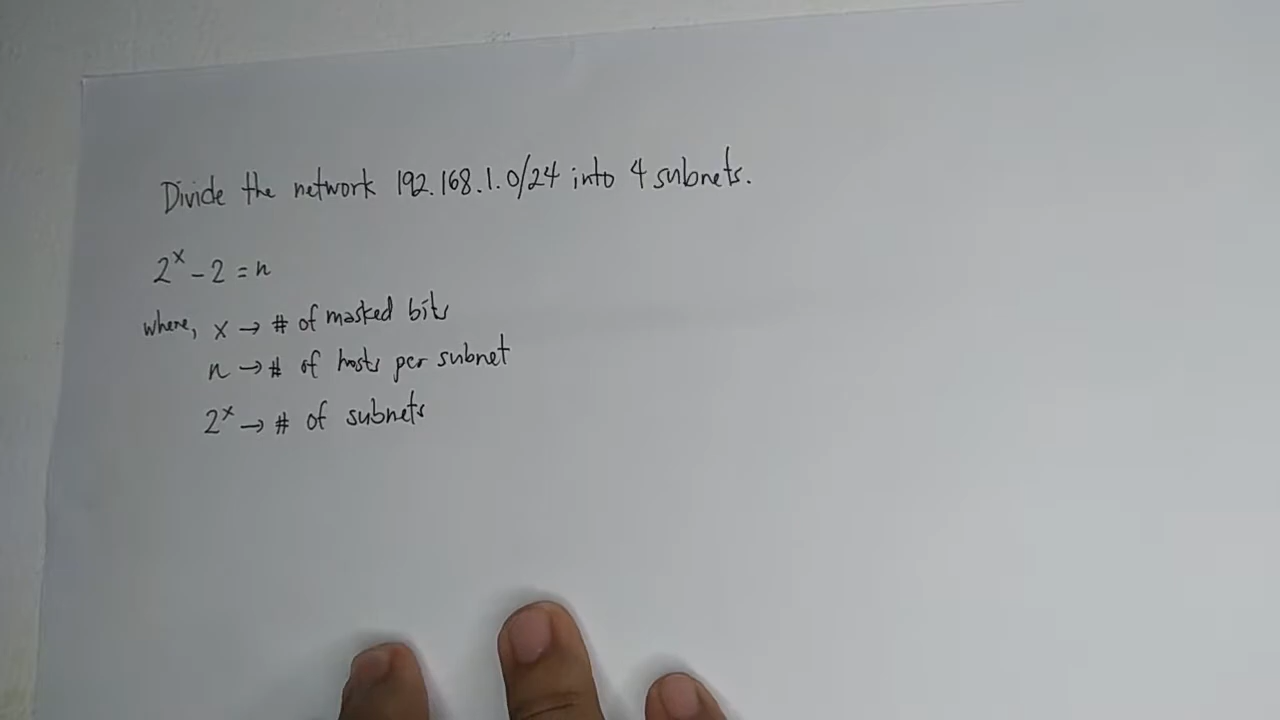 Divide the network 192.168.1.0/24 into 4 subnets.
2^x - 2 = n
where, x → # of masked bits
n → # of hosts per subnet
2^x → # of subnets